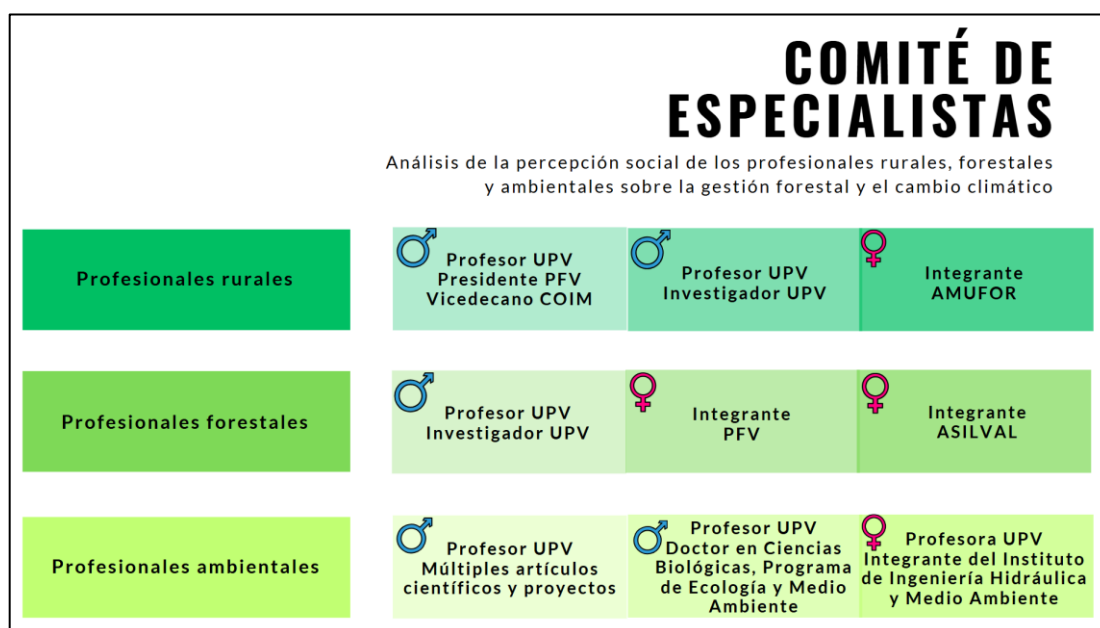 COMITÉ DE
ESPECIALISTAS
Análisis de la percepción social de los profesionales rurales, forestales
y ambientales sobre la gestión forestal y el cambio climático
Profesionales rurales
Profesor UPV
Presidente PFV
Vicedecano COIM
Profesor UPV
Investigador UPV
Integrante
AMUFOR
Profesionales forestales
Profesor UPV
Investigador UPV
Integrante
PFV
Integrante
ASILVAL
Profesionales ambientales
Profesor UPV
Múltiples artículos
científicos y proyectos
Profesor UPV
Doctor en Ciencias
Biológicas, Programa
de Ecología y Medio
Ambiente
Profesora UPV
Integrante del Instituto
de Ingeniería Hidráulica
y Medio Ambiente